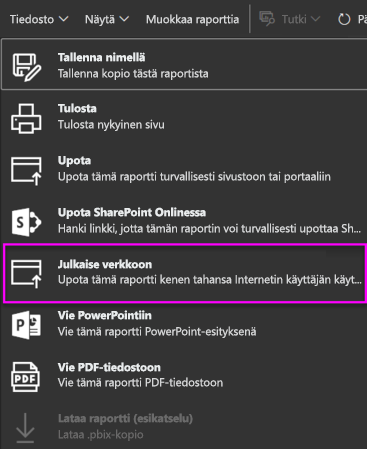 Tiedosto Näytä Muokkaa raporttia Tutki
Tallenna nimellä
Tallenna kopio tästä raportista
Tulosta
Tulosta nykyinen sivu
Upota
Upota tämä raportti turvallisesti sivustoon tai portaaliin
Upota SharePoint Onlinessa
Hanki linkki, jotta tämän raportin voi turvallisesti upottaa Sh...
Julkaise verkkoon
Upota tämä raportti kenen tahansa Internetin käyttäjän käyt...
Vie PowerPointiin
Vie tämä raportti PowerPoint-esityksenä
Vie PDF-tiedostoon
Vie tämä raportti PDF-tiedostoon
Lataa raportti (esikatselu)
Lataa .pbix-kopio